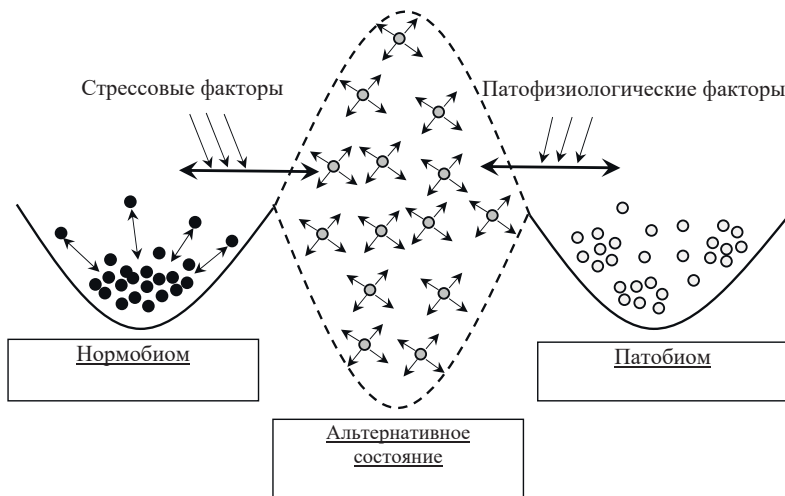 Стрессовые факторы
Патофизиологические факторы
Нормобиом
Патобиом
Альтернативное
состояние